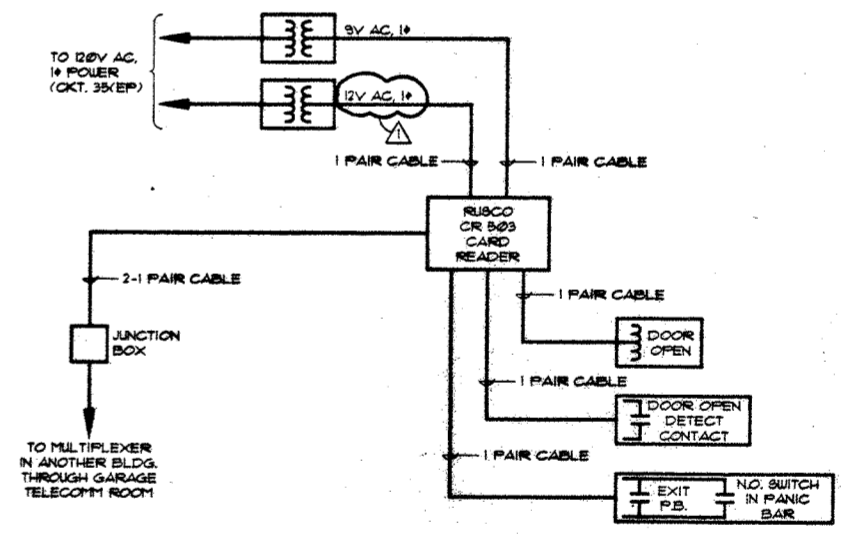 9V AC, 1ϕ
TO 120V AC,
1ϕ POWER
(CKT. 35(EP)
12V AC, 1ϕ
1
1 PAIR CABLE
1 PAIR CABLE
RUSCO
CR 503
CARD
READER
2-1 PAIR CABLE
1 PAIR CABLE
JUNCTION
BOX
DOOR
OPEN
1 PAIR CABLE
DOOR OPEN
DETECT
CONTACT
TO MULTIPLEXER
IN ANOTHER BLDG.
THROUGH GARAGE
TELECOMM ROOM
1 PAIR CABLE
EXIT
P.B.
N.O. SWITCH
IN PANIC
BAR